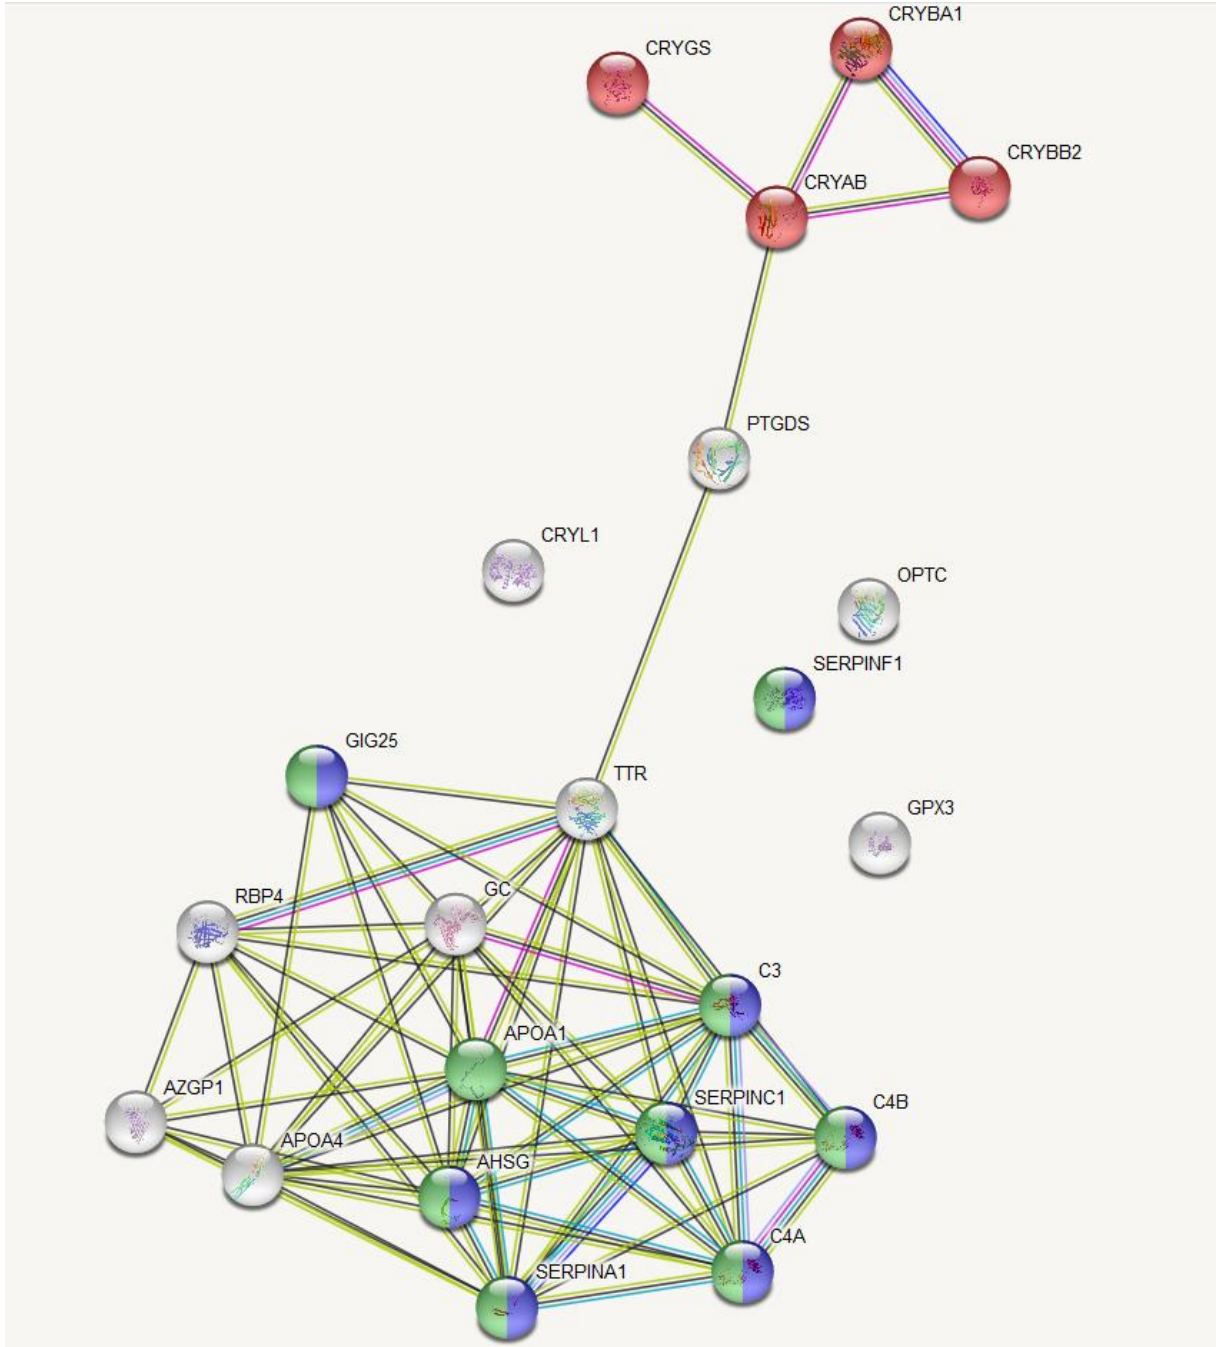 CRYBA1
CRYGS
CRYBB2
CRYAB
PTGDS
CRYL1
OPTC
SERPINF1
GIG25
TTR
GPX3
RBP4
GC
C3
APOA1
AZGP1
SERPINC1
C4B
APOA4
AHSG
C4A
SERPINA1